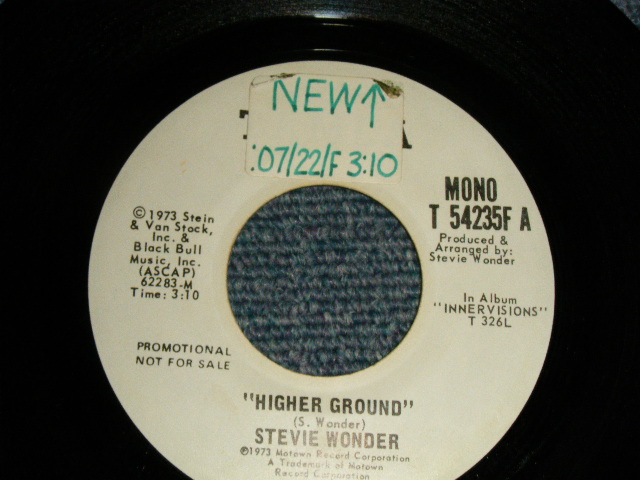 NEW↑
:07/22/F 3:10
MONO
T 54235F A
Produced &
Arranged by:
Stevie Wonder
©1973 Stein
& Van Stock,
Inc. &
Black Bull
Music, Inc.
(ASCAP)
62283-M
Time: 3:10
In Album
"INNERVISIONS"
T 326L
PROMOTIONAL
NOT FOR SALE
"HIGHER GROUND"
(S. Wonder)
STEVIE WONDER
©1973 Motown Record Corporation
A Trademark of Motown
Record Corporation